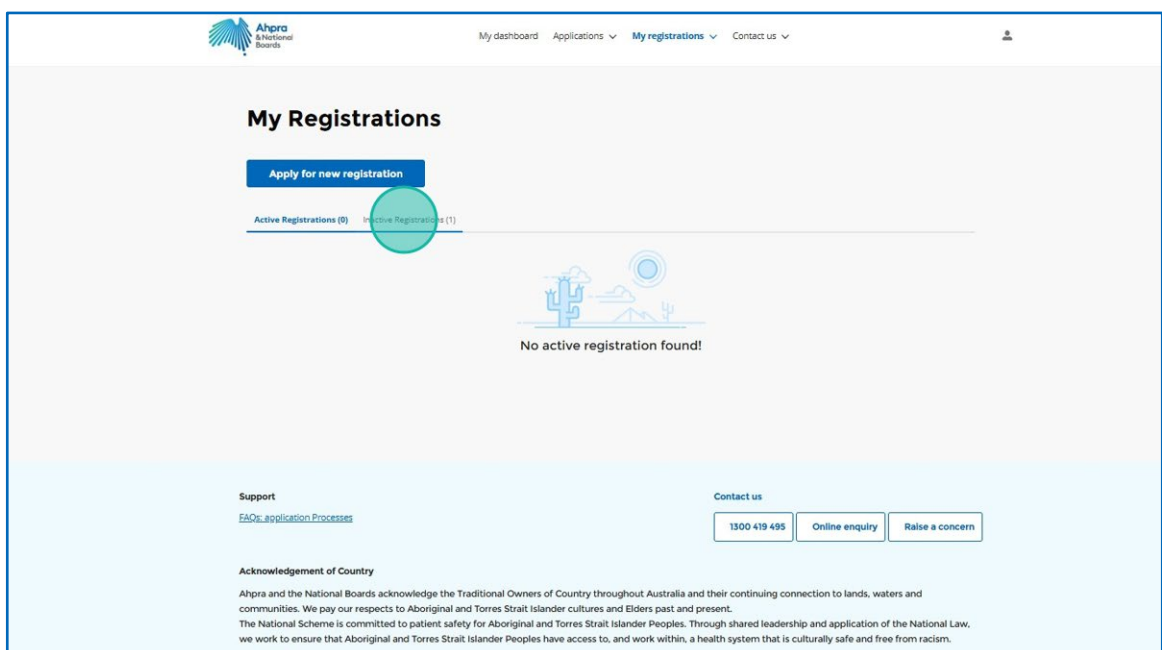 Ahpra
& National
Boards
My dashboard Applications My registrations Contact us
My Registrations
Apply for new registration
Active Registrations (0) Inactive Registrations (1)
No active registration found!
Support
FAQs: application Processes
Contact us
1300 419 495 Online enquiry Raise a concern
Acknowledgement of Country
Ahpra and the National Boards acknowledge the Traditional Owners of Country throughout Australia and their continuing connection to lands, waters and
communities. We pay our respects to Aboriginal and Torres Strait Islander cultures and Elders past and present.
The National Scheme is committed to patient safety for Aboriginal and Torres Strait Islander Peoples. Through shared leadership and application of the National Law,
we work to ensure that Aboriginal and Torres Strait Islander Peoples have access to, and work within, a health system that is culturally safe and free from racism.